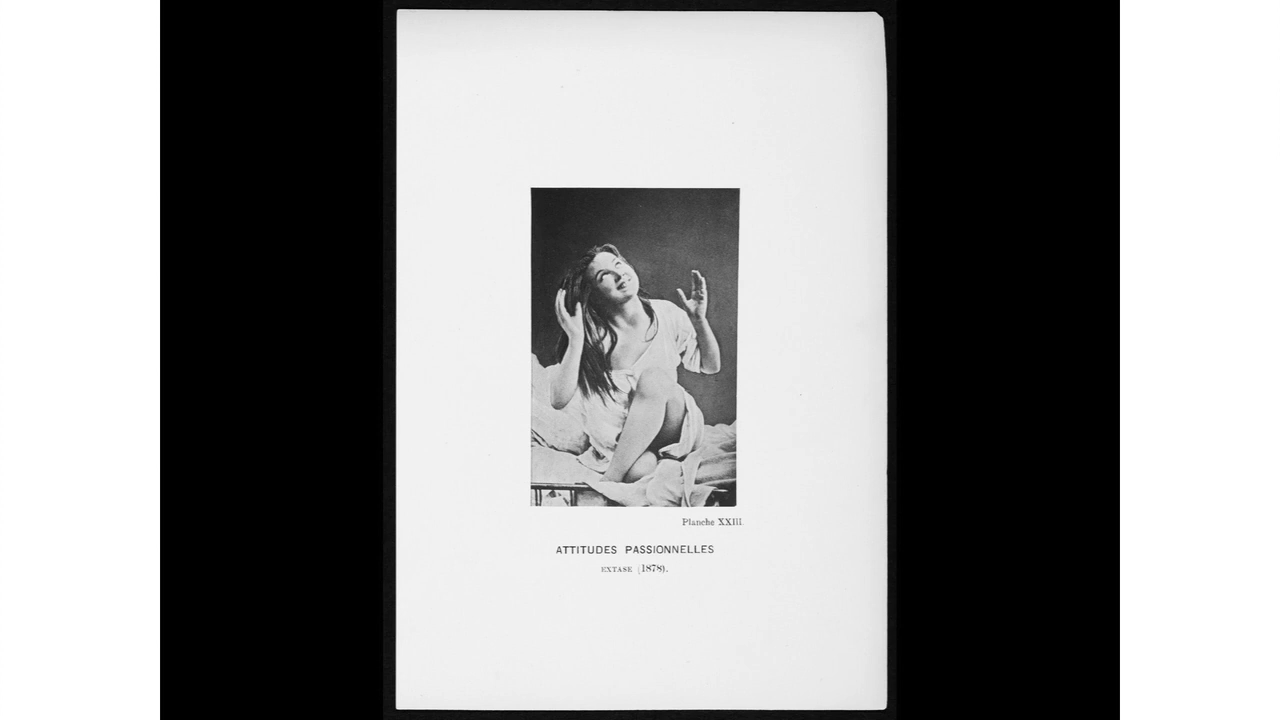 Planche XXIII.
ATTITUDES PASSIONNELLES
EXTASE (1878).